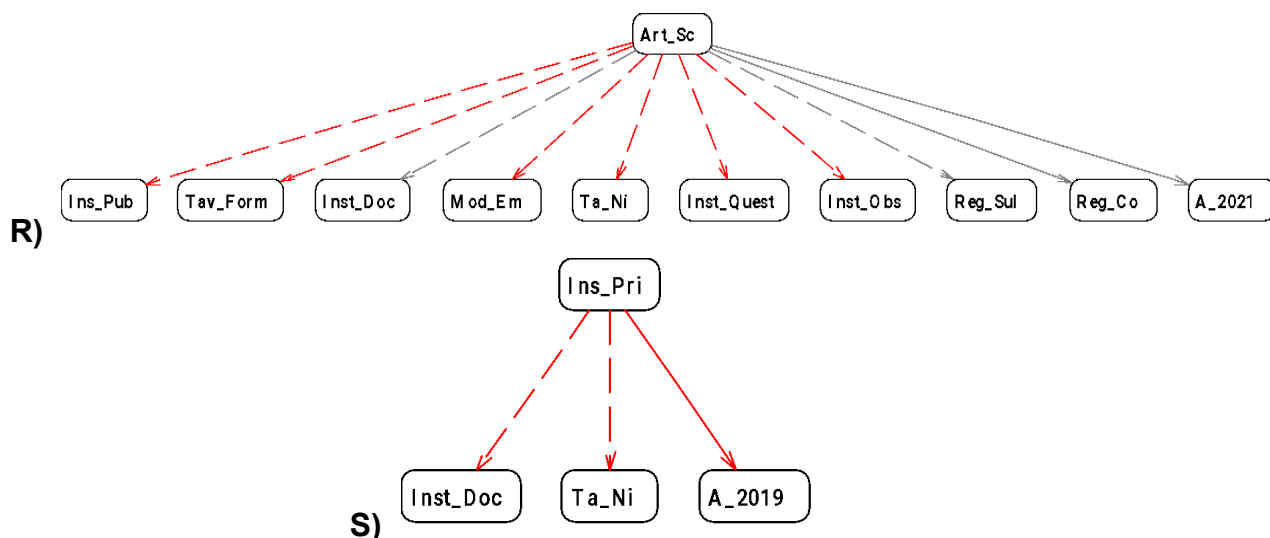 Art_Sc
Ins_Pub Tav_Form Inst_Doc Mod_Em Ta_Ni Inst_Quest Inst_Obs Reg_Sul Reg_Co A_2021
R)
Ins_Pri
Inst_Doc Ta_Ni A_2019
S)